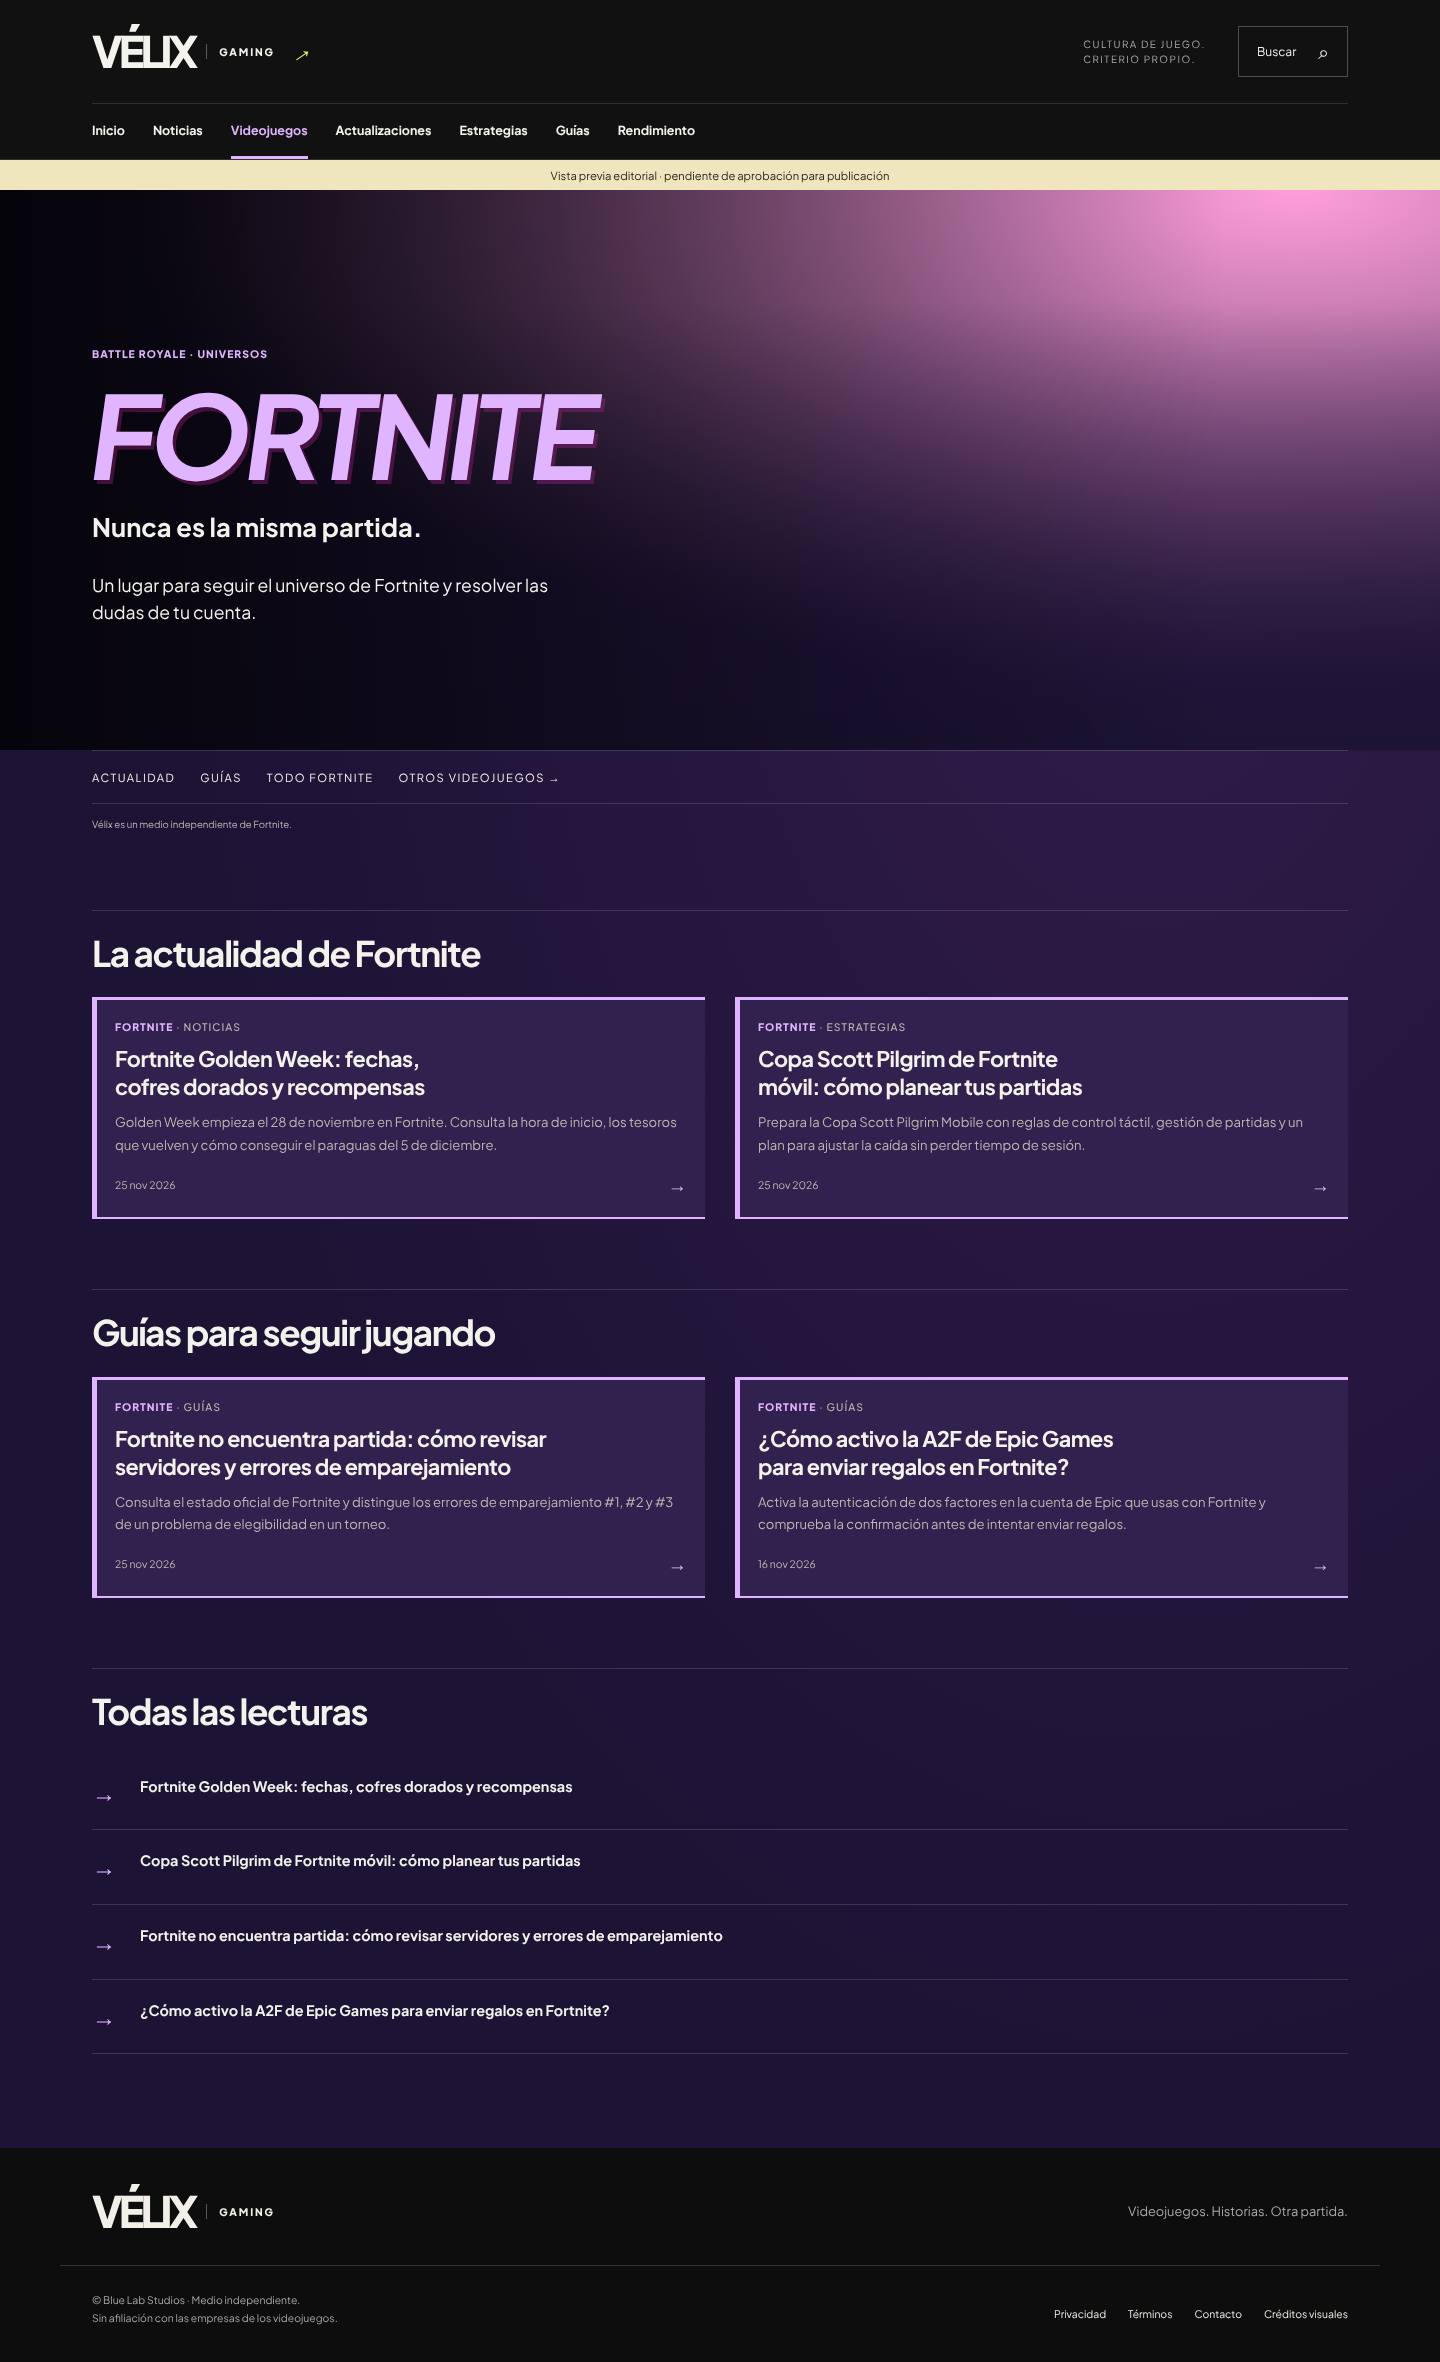 VÉLIX GAMING ↗
CULTURA DE JUEGO.
CRITERIO PROPIO.
Buscar ⌕
Inicio Noticias Videojuegos Actualizaciones Estrategias Guías Rendimiento
Vista previa editorial · pendiente de aprobación para publicación
BATTLE ROYALE · UNIVERSOS
FORTNITE
Nunca es la misma partida.
Un lugar para seguir el universo de Fortnite y resolver las
dudas de tu cuenta.
ACTUALIDAD GUÍAS TODO FORTNITE OTROS VIDEOJUEGOS →
Vélix es un medio independiente de Fortnite.
La actualidad de Fortnite
FORTNITE · NOTICIAS
Fortnite Golden Week: fechas,
cofres dorados y recompensas
Golden Week empieza el 28 de noviembre en Fortnite. Consulta la hora de inicio, los tesoros
que vuelven y cómo conseguir el paraguas del 5 de diciembre.
25 nov 2026 →
FORTNITE · ESTRATEGIAS
Copa Scott Pilgrim de Fortnite
móvil: cómo planear tus partidas
Prepara la Copa Scott Pilgrim Mobile con reglas de control táctil, gestión de partidas y un
plan para ajustar la caída sin perder tiempo de sesión.
25 nov 2026 →
Guías para seguir jugando
FORTNITE · GUÍAS
Fortnite no encuentra partida: cómo revisar
servidores y errores de emparejamiento
Consulta el estado oficial de Fortnite y distingue los errores de emparejamiento #1, #2 y #3
de un problema de elegibilidad en un torneo.
25 nov 2026 →
FORTNITE · GUÍAS
¿Cómo activo la A2F de Epic Games
para enviar regalos en Fortnite?
Activa la autenticación de dos factores en la cuenta de Epic que usas con Fortnite y
comprueba la confirmación antes de intentar enviar regalos.
16 nov 2026 →
Todas las lecturas
→ Fortnite Golden Week: fechas, cofres dorados y recompensas
→ Copa Scott Pilgrim de Fortnite móvil: cómo planear tus partidas
→ Fortnite no encuentra partida: cómo revisar servidores y errores de emparejamiento
→ ¿Cómo activo la A2F de Epic Games para enviar regalos en Fortnite?
VÉLIX GAMING
Videojuegos. Historias. Otra partida.
© Blue Lab Studios · Medio independiente.
Sin afiliación con las empresas de los videojuegos.
Privacidad Términos Contacto Créditos visuales